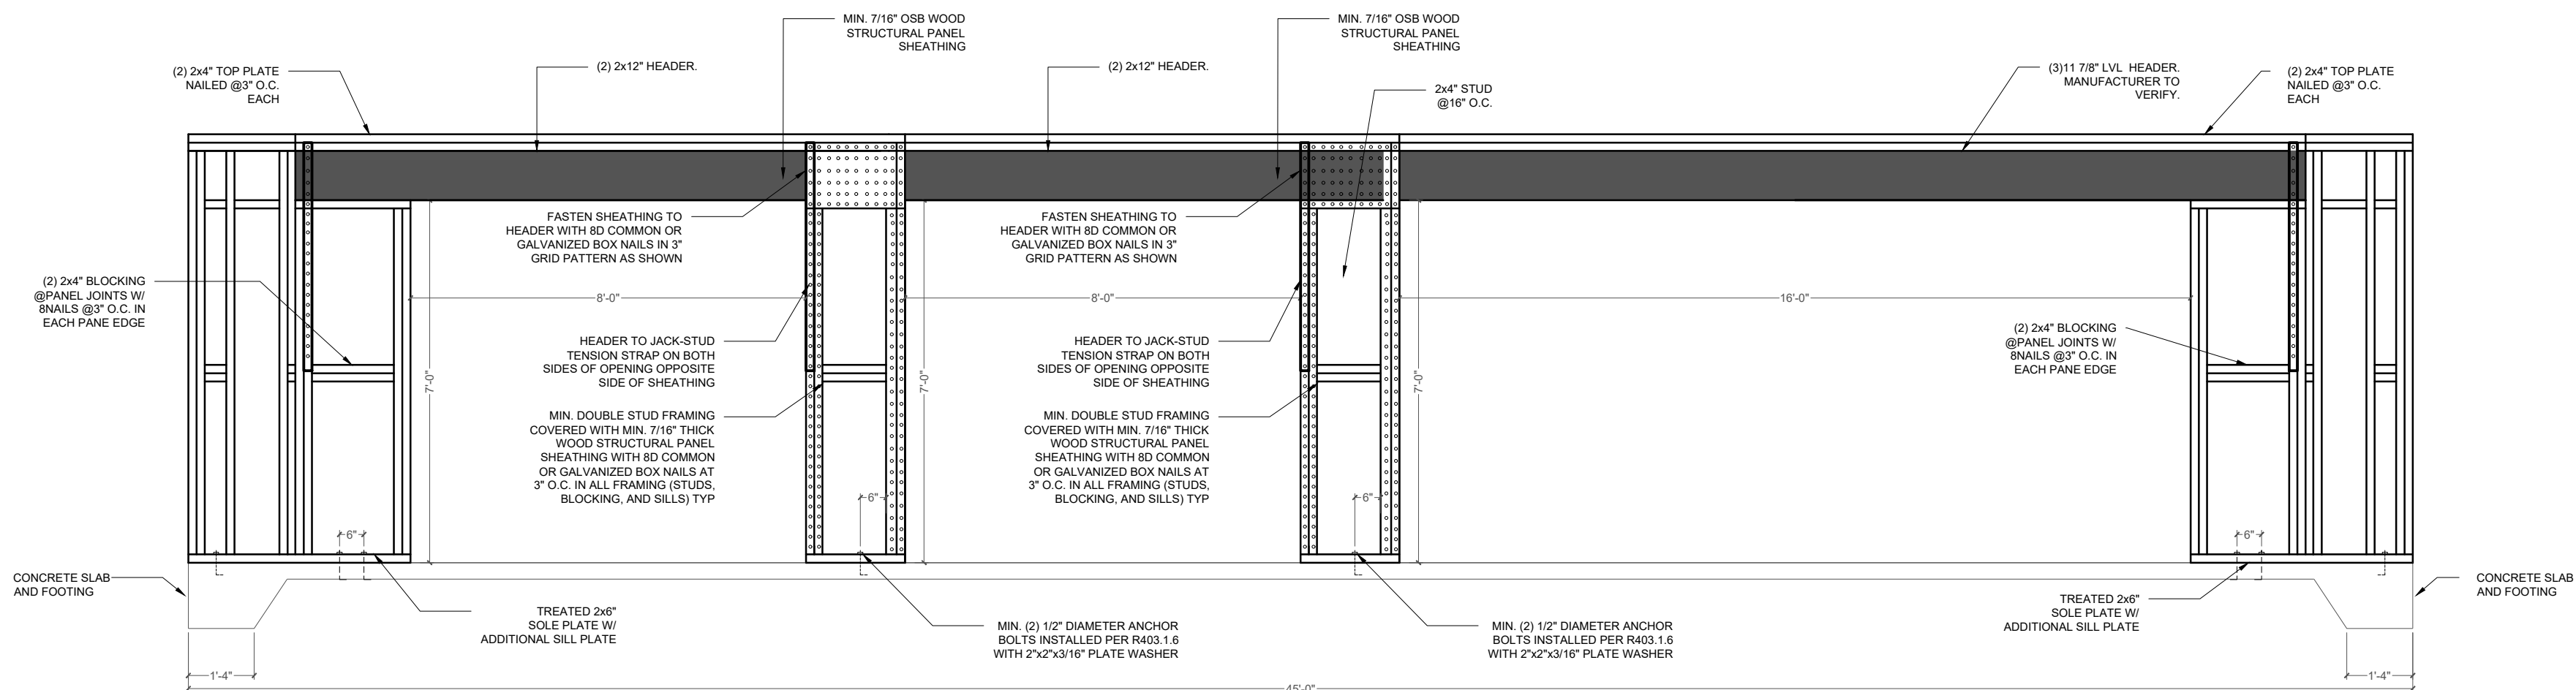 MIN. 7/16" OSB WOOD
STRUCTURAL PANEL
SHEATHING
MIN. 7/16" OSB WOOD
STRUCTURAL PANEL
SHEATHING
(2) 2x4" TOP PLATE
NAILED @3" O.C.
EACH
(2) 2x12" HEADER.
(2) 2x12" HEADER.
2x4" STUD
@16" O.C.
(3)11 7/8" LVL HEADER.
MANUFACTURER TO
VERIFY.
(2) 2x4" TOP PLATE
NAILED @3" O.C.
EACH
FASTEN SHEATHING TO
HEADER WITH 8D COMMON OR
GALVANIZED BOX NAILS IN 3"
GRID PATTERN AS SHOWN
FASTEN SHEATHING TO
HEADER WITH 8D COMMON OR
GALVANIZED BOX NAILS IN 3"
GRID PATTERN AS SHOWN
(2) 2x4" BLOCKING
@PANEL JOINTS W/
8NAILS @3" O.C. IN
EACH PANE EDGE
8'-0"
8'-0"
16'-0"
7'-0"
7'-0"
7'-0"
HEADER TO JACK-STUD
TENSION STRAP ON BOTH
SIDES OF OPENING OPPOSITE
SIDE OF SHEATHING
HEADER TO JACK-STUD
TENSION STRAP ON BOTH
SIDES OF OPENING OPPOSITE
SIDE OF SHEATHING
(2) 2x4" BLOCKING
@PANEL JOINTS W/
8NAILS @3" O.C. IN
EACH PANE EDGE
MIN. DOUBLE STUD FRAMING
COVERED WITH MIN. 7/16" THICK
WOOD STRUCTURAL PANEL
SHEATHING WITH 8D COMMON
OR GALVANIZED BOX NAILS AT
3" O.C. IN ALL FRAMING (STUDS,
BLOCKING, AND SILLS) TYP
MIN. DOUBLE STUD FRAMING
COVERED WITH MIN. 7/16" THICK
WOOD STRUCTURAL PANEL
SHEATHING WITH 8D COMMON
OR GALVANIZED BOX NAILS AT
3" O.C. IN ALL FRAMING (STUDS,
BLOCKING, AND SILLS) TYP
6"
6"
6"
6"
CONCRETE SLAB
AND FOOTING
CONCRETE SLAB
AND FOOTING
TREATED 2x6"
SOLE PLATE W/
ADDITIONAL SILL PLATE
MIN. (2) 1/2" DIAMETER ANCHOR
BOLTS INSTALLED PER R403.1.6
WITH 2"x2"x3/16" PLATE WASHER
MIN. (2) 1/2" DIAMETER ANCHOR
BOLTS INSTALLED PER R403.1.6
WITH 2"x2"x3/16" PLATE WASHER
TREATED 2x6"
SOLE PLATE W/
ADDITIONAL SILL PLATE
1'-4"
1'-4"
45'-0"